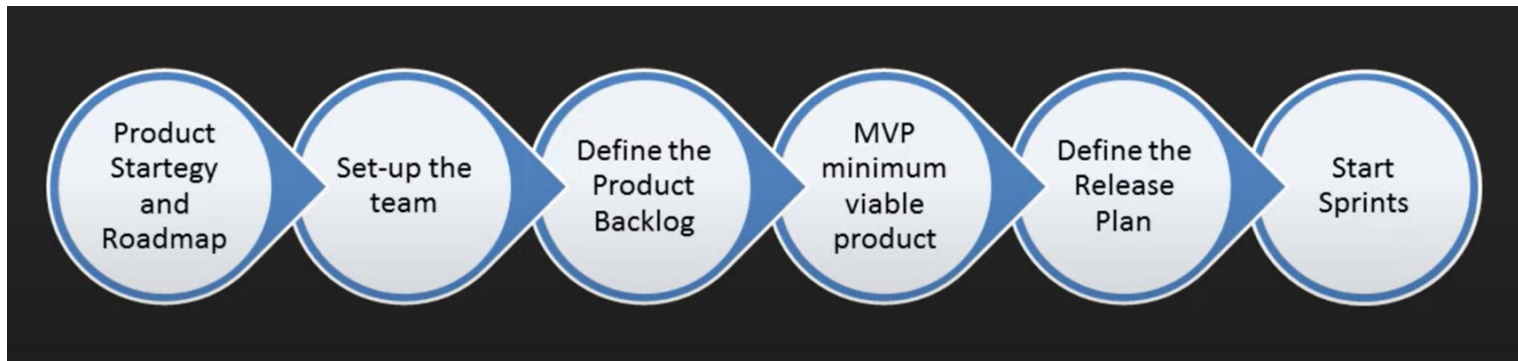 Product
Startegy
and
Roadmap
Set-up the
team
Define the
Product
Backlog
MVP
minimum
viable
product
Define the
Release
Plan
Start
Sprints